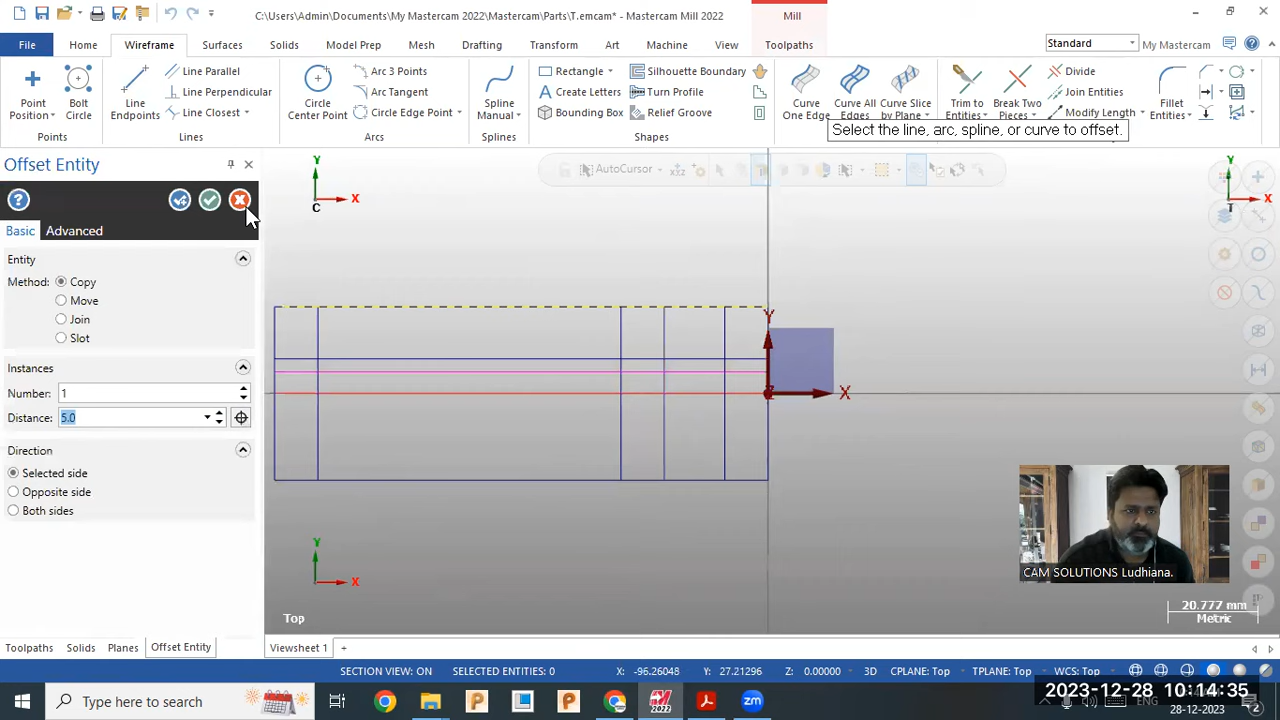 C:\Users\Admin\Documents\My Mastercam 2022\Mastercam\Parts\T.emcam* - Mastercam Mill 2022
Mill
File
Home
Wireframe
Surfaces
Solids
Model Prep
Mesh
Drafting
Transform
Art
Machine
View
Toolpaths
Standard
My Mastercam
Point Position
Bolt Circle
Points
Line Endpoints
Line Parallel
Line Perpendicular
Line Closest
Lines
Circle Center Point
Arc 3 Points
Arc Tangent
Circle Edge Point
Arcs
Spline Manual
Splines
Rectangle
Create Letters
Bounding Box
Silhouette Boundary
Turn Profile
Relief Groove
Shapes
Curve One Edge
Curve All Edges
Curve Slice by Plane
Trim to Entities
Break Two Pieces
Divide
Join Entities
Modify Length
Fillet Entities
Select the line, arc, spline, or curve to offset.
Offset Entity
Basic
Advanced
Entity
Method:
Copy
Move
Join
Slot
Instances
Number:
1
Distance:
5.0
Direction
Selected side
Opposite side
Both sides
AutoCursor
Y
X
C
Y
X
T
Y
X
Z
Y
X
Top
CAM SOLUTIONS Ludhiana.
20.777 mm
Metric
Toolpaths
Solids
Planes
Offset Entity
Viewsheet 1
SECTION VIEW: ON
SELECTED ENTITIES: 0
X: -96.26048
Y: 27.21296
Z: 0.00000
3D
CPLANE: Top
TPLANE: Top
WCS: Top
Type here to search
2023-12-28 10:14:35
28-12-2023